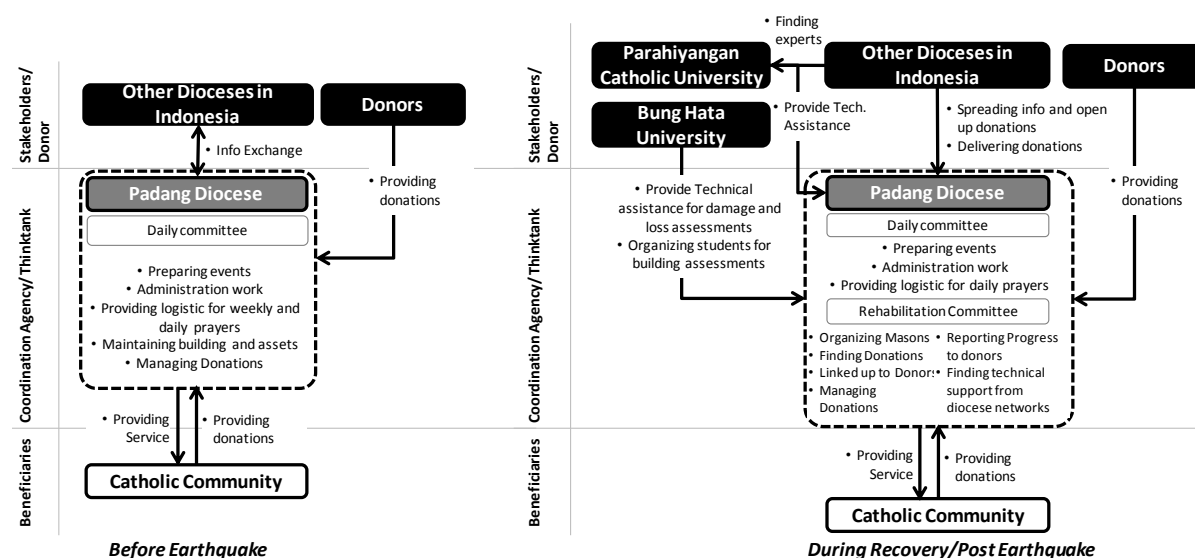 Stakeholders/
Donor
Coordination Agency/Thinktank
Beneficiaries
Other Dioceses in
Indonesia
Donors
• Info Exchange
• Providing
donations
Padang Diocese
Daily committee
• Preparing events
• Administration work
• Providing logistic for weekly and
daily prayers
• Maintaining building and assets
• Managing Donations
• Providing
Service
• Providing
donations
Catholic Community
Before Earthquake
Stakeholders/
Donor
Coordination Agency/Thinktank
Beneficiaries
• Finding
experts
Parahiyangan
Catholic University
Other Dioceses in
Indonesia
Donors
Bung Hata
University
• Provide Tech.
Assistance
• Spreading info and open
up donations
• Delivering donations
• Provide Technical
assistance for damage and
loss assessments
• Organizing students for
building assessments
• Providing
donations
Padang Diocese
Daily committee
• Preparing events
• Administration work
• Providing logistic for daily prayers
Rehabilitation Committee
• Organizing Masons
• Finding Donations
• Linked up to Donors
• Managing
Donations
• Reporting Progress
to donors
• Finding technical
support from
diocese networks
• Providing
Service
• Providing
donations
Catholic Community
During Recovery/Post Earthquake